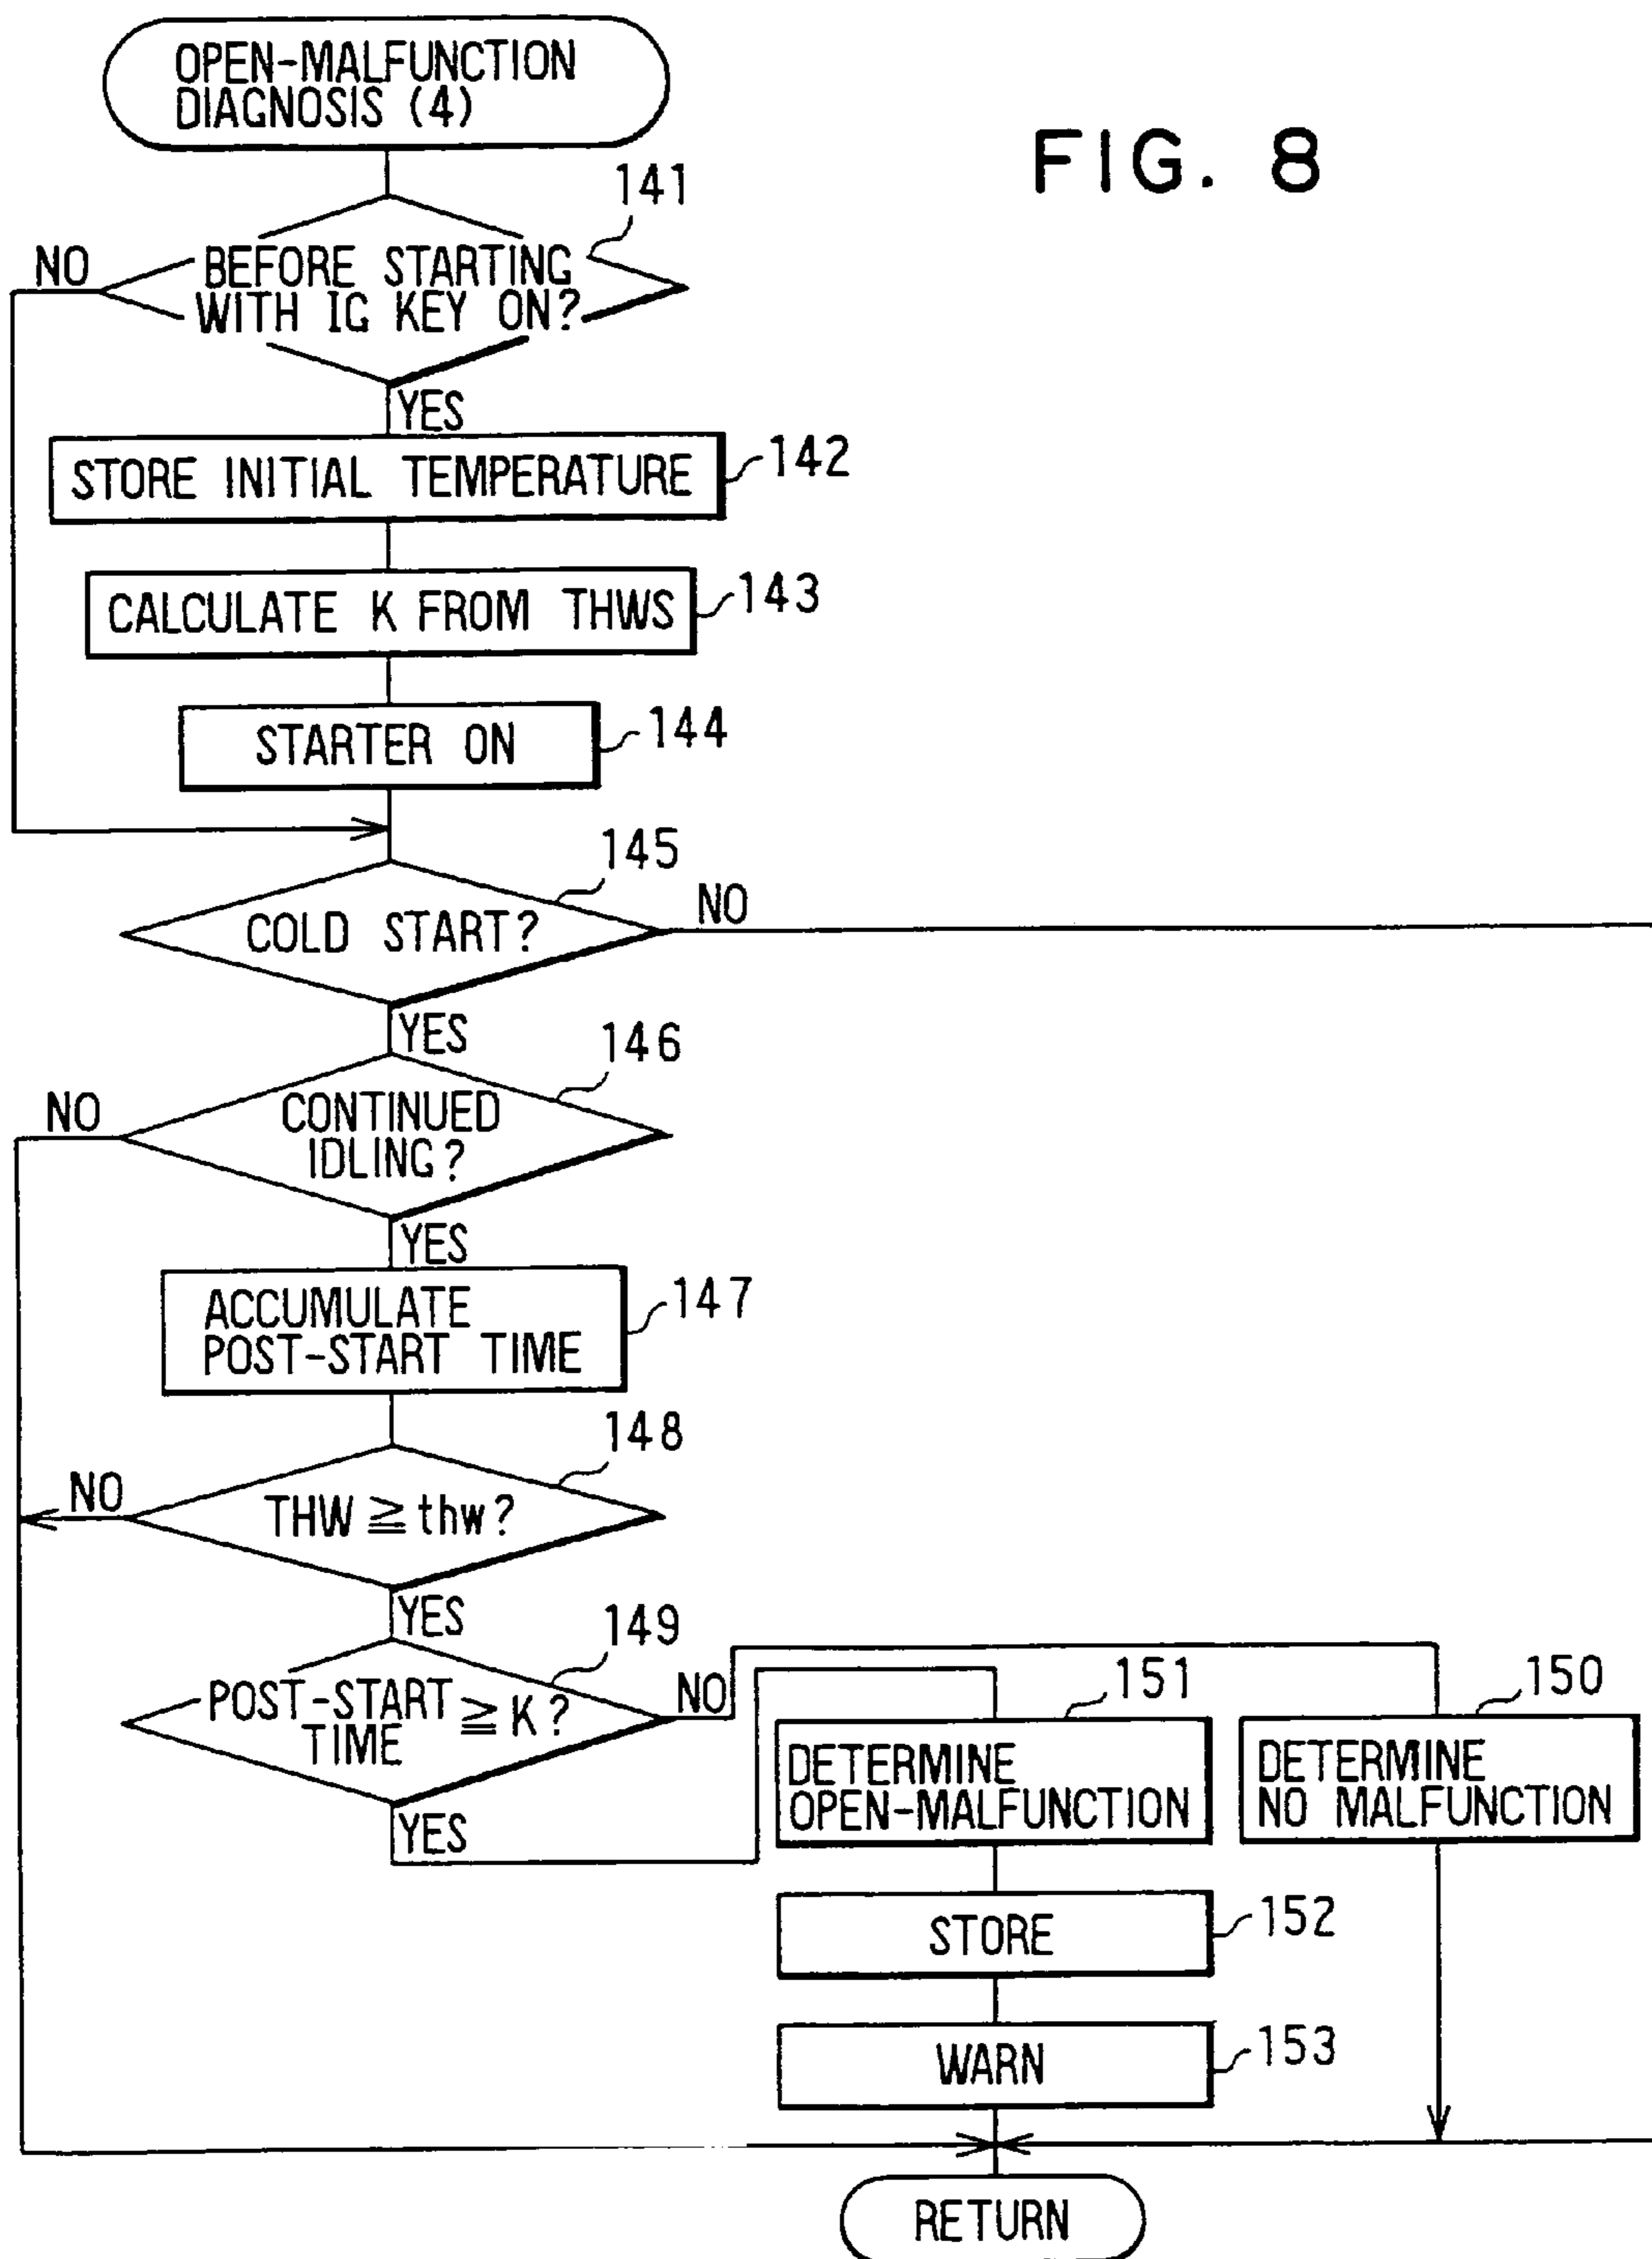 OPEN-MALFUNCTION
DIAGNOSIS (4)
FIG. 8
141
NO
BEFORE STARTING
WITH IG KEY ON?
YES
STORE INITIAL TEMPERATURE
142
CALCULATE K FROM THWS
143
STARTER ON
144
145
COLD START?
NO
YES
146
NO
CONTINUED
IDLING?
YES
ACCUMULATE
POST-START TIME
147
148
NO
THW ≧ thw?
YES
149
POST-START
TIME ≧ K?
NO
YES
151
DETERMINE
OPEN-MALFUNCTION
150
DETERMINE
NO MALFUNCTION
STORE
152
WARN
153
RETURN